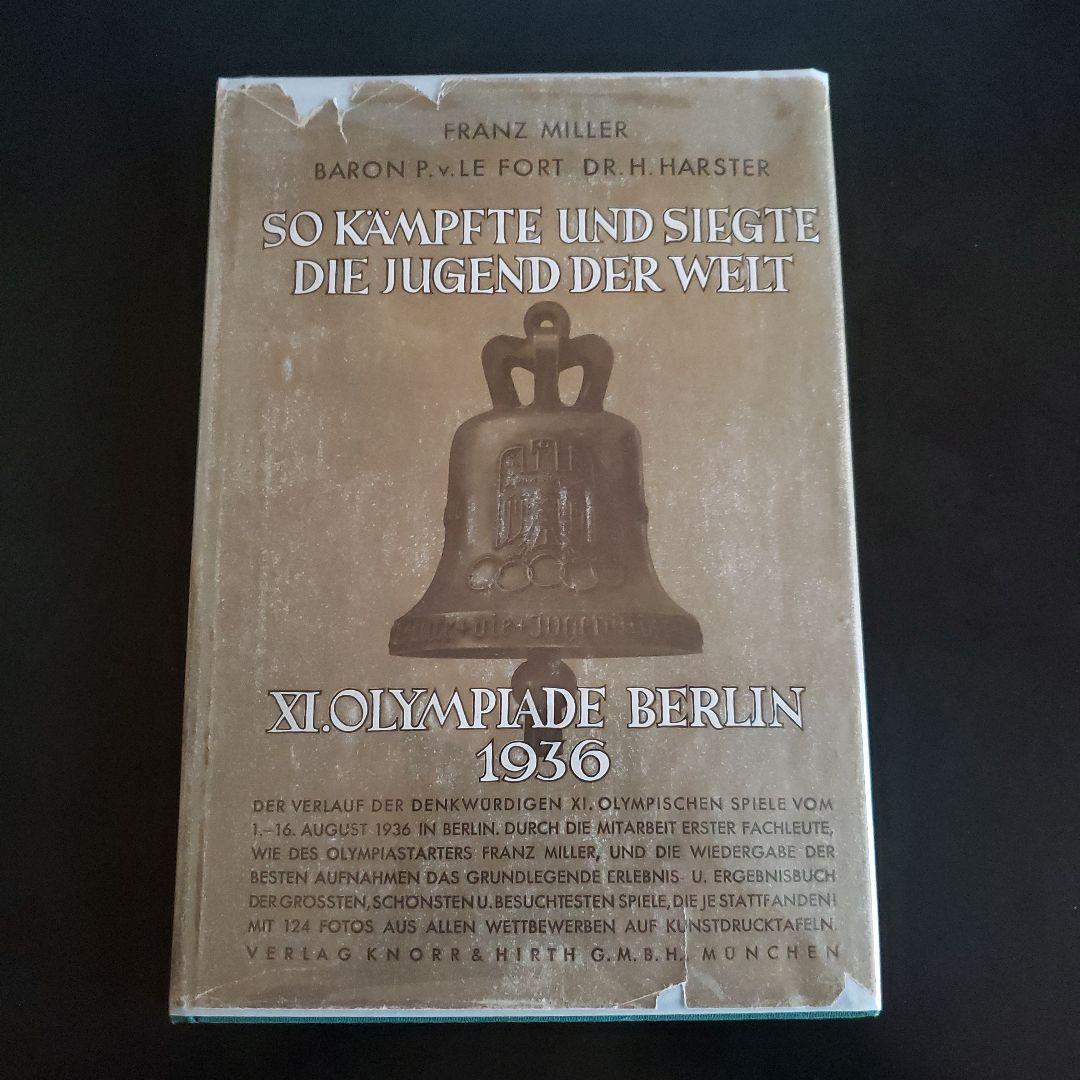 FRANZ MILLER
BARON P. v. LE FORT DR. H. HARSTER
SO KÄMPFTE UND SIEGTE
DIE JUGEND DER WELT
XI. OLYMPIADE BERLIN
1936
DER VERLAUF DER DENKWÜRDIGEN XI. OLYMPISCHEN SPIELE VOM
1.–16. AUGUST 1936 IN BERLIN. DURCH DIE MITARBEIT ERSTER FACHLEUTE,
WIE DES OLYMPIASTARTERS FRANZ MILLER, UND DIE WIEDERGABE DER
BESTEN AUFNAHMEN DAS GRUNDLEGENDE ERLEBNIS- U. ERGEBNISBUCH
DER GRÖSSTEN, SCHÖNSTEN U. BESUCHTESTEN SPIELE, DIE JE STATTFANDEN!
MIT 124 FOTOS AUS ALLEN WETTBEWERBEN AUF KUNSTDRUCKTAFELN.
VERLAG KNORR & HIRTH G.M.B.H., MÜNCHEN